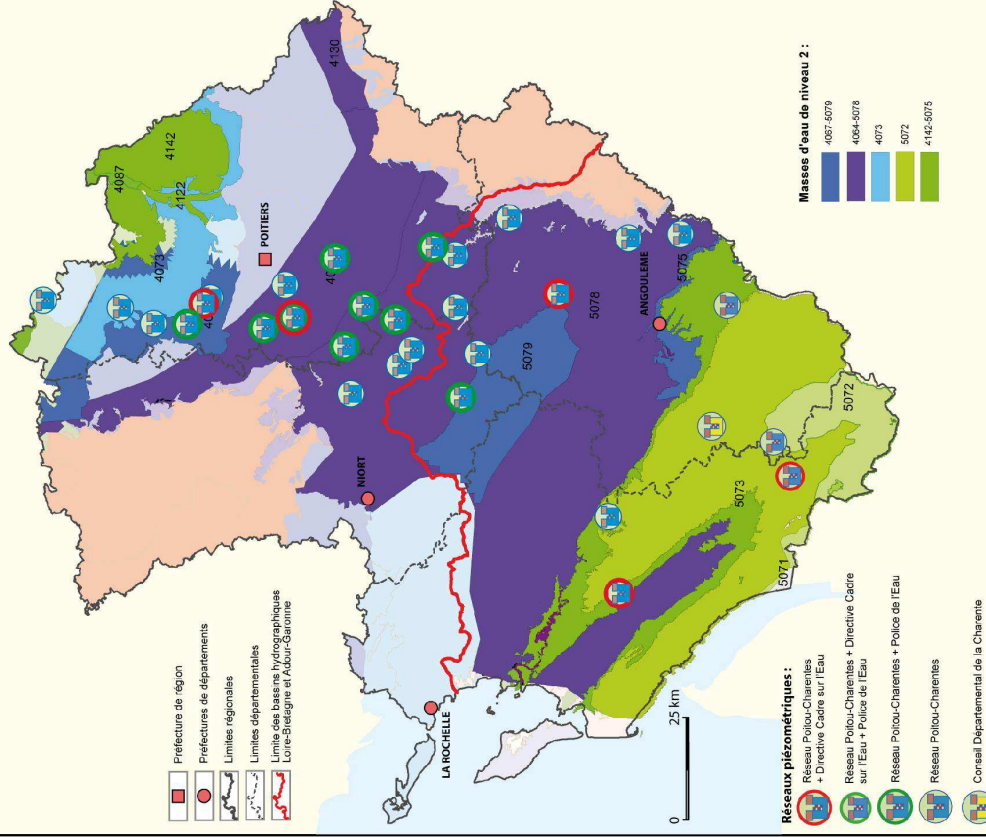 4130
4087
4142
4122
4073
POITIERS
NIORT
5079
5078
ANGOULEME
5075
LA ROCHELLE
5073
5072
5071
Préfecture de région
Préfectures de départements
Limites régionales
Limites départementales
Limite des bassins hydrographiques
Loire-Bretagne et Adour-Garonne
0
25 km
Réseaux piézométriques :
Réseau Poitou-Charentes
+ Directive Cadre sur l'Eau
Réseau Poitou-Charentes + Directive Cadre
sur l'Eau + Police de l'Eau
Réseau Poitou-Charentes + Police de l'Eau
Réseau Poitou-Charentes
Conseil Départemental de la Charente
Masses d'eau de niveau 2 :
4067-5079
4064-5078
4073
5072
4142-5075